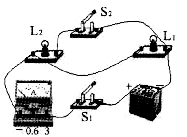 S₂
L₂
L₁
S₁
+ −
− 0.6 3